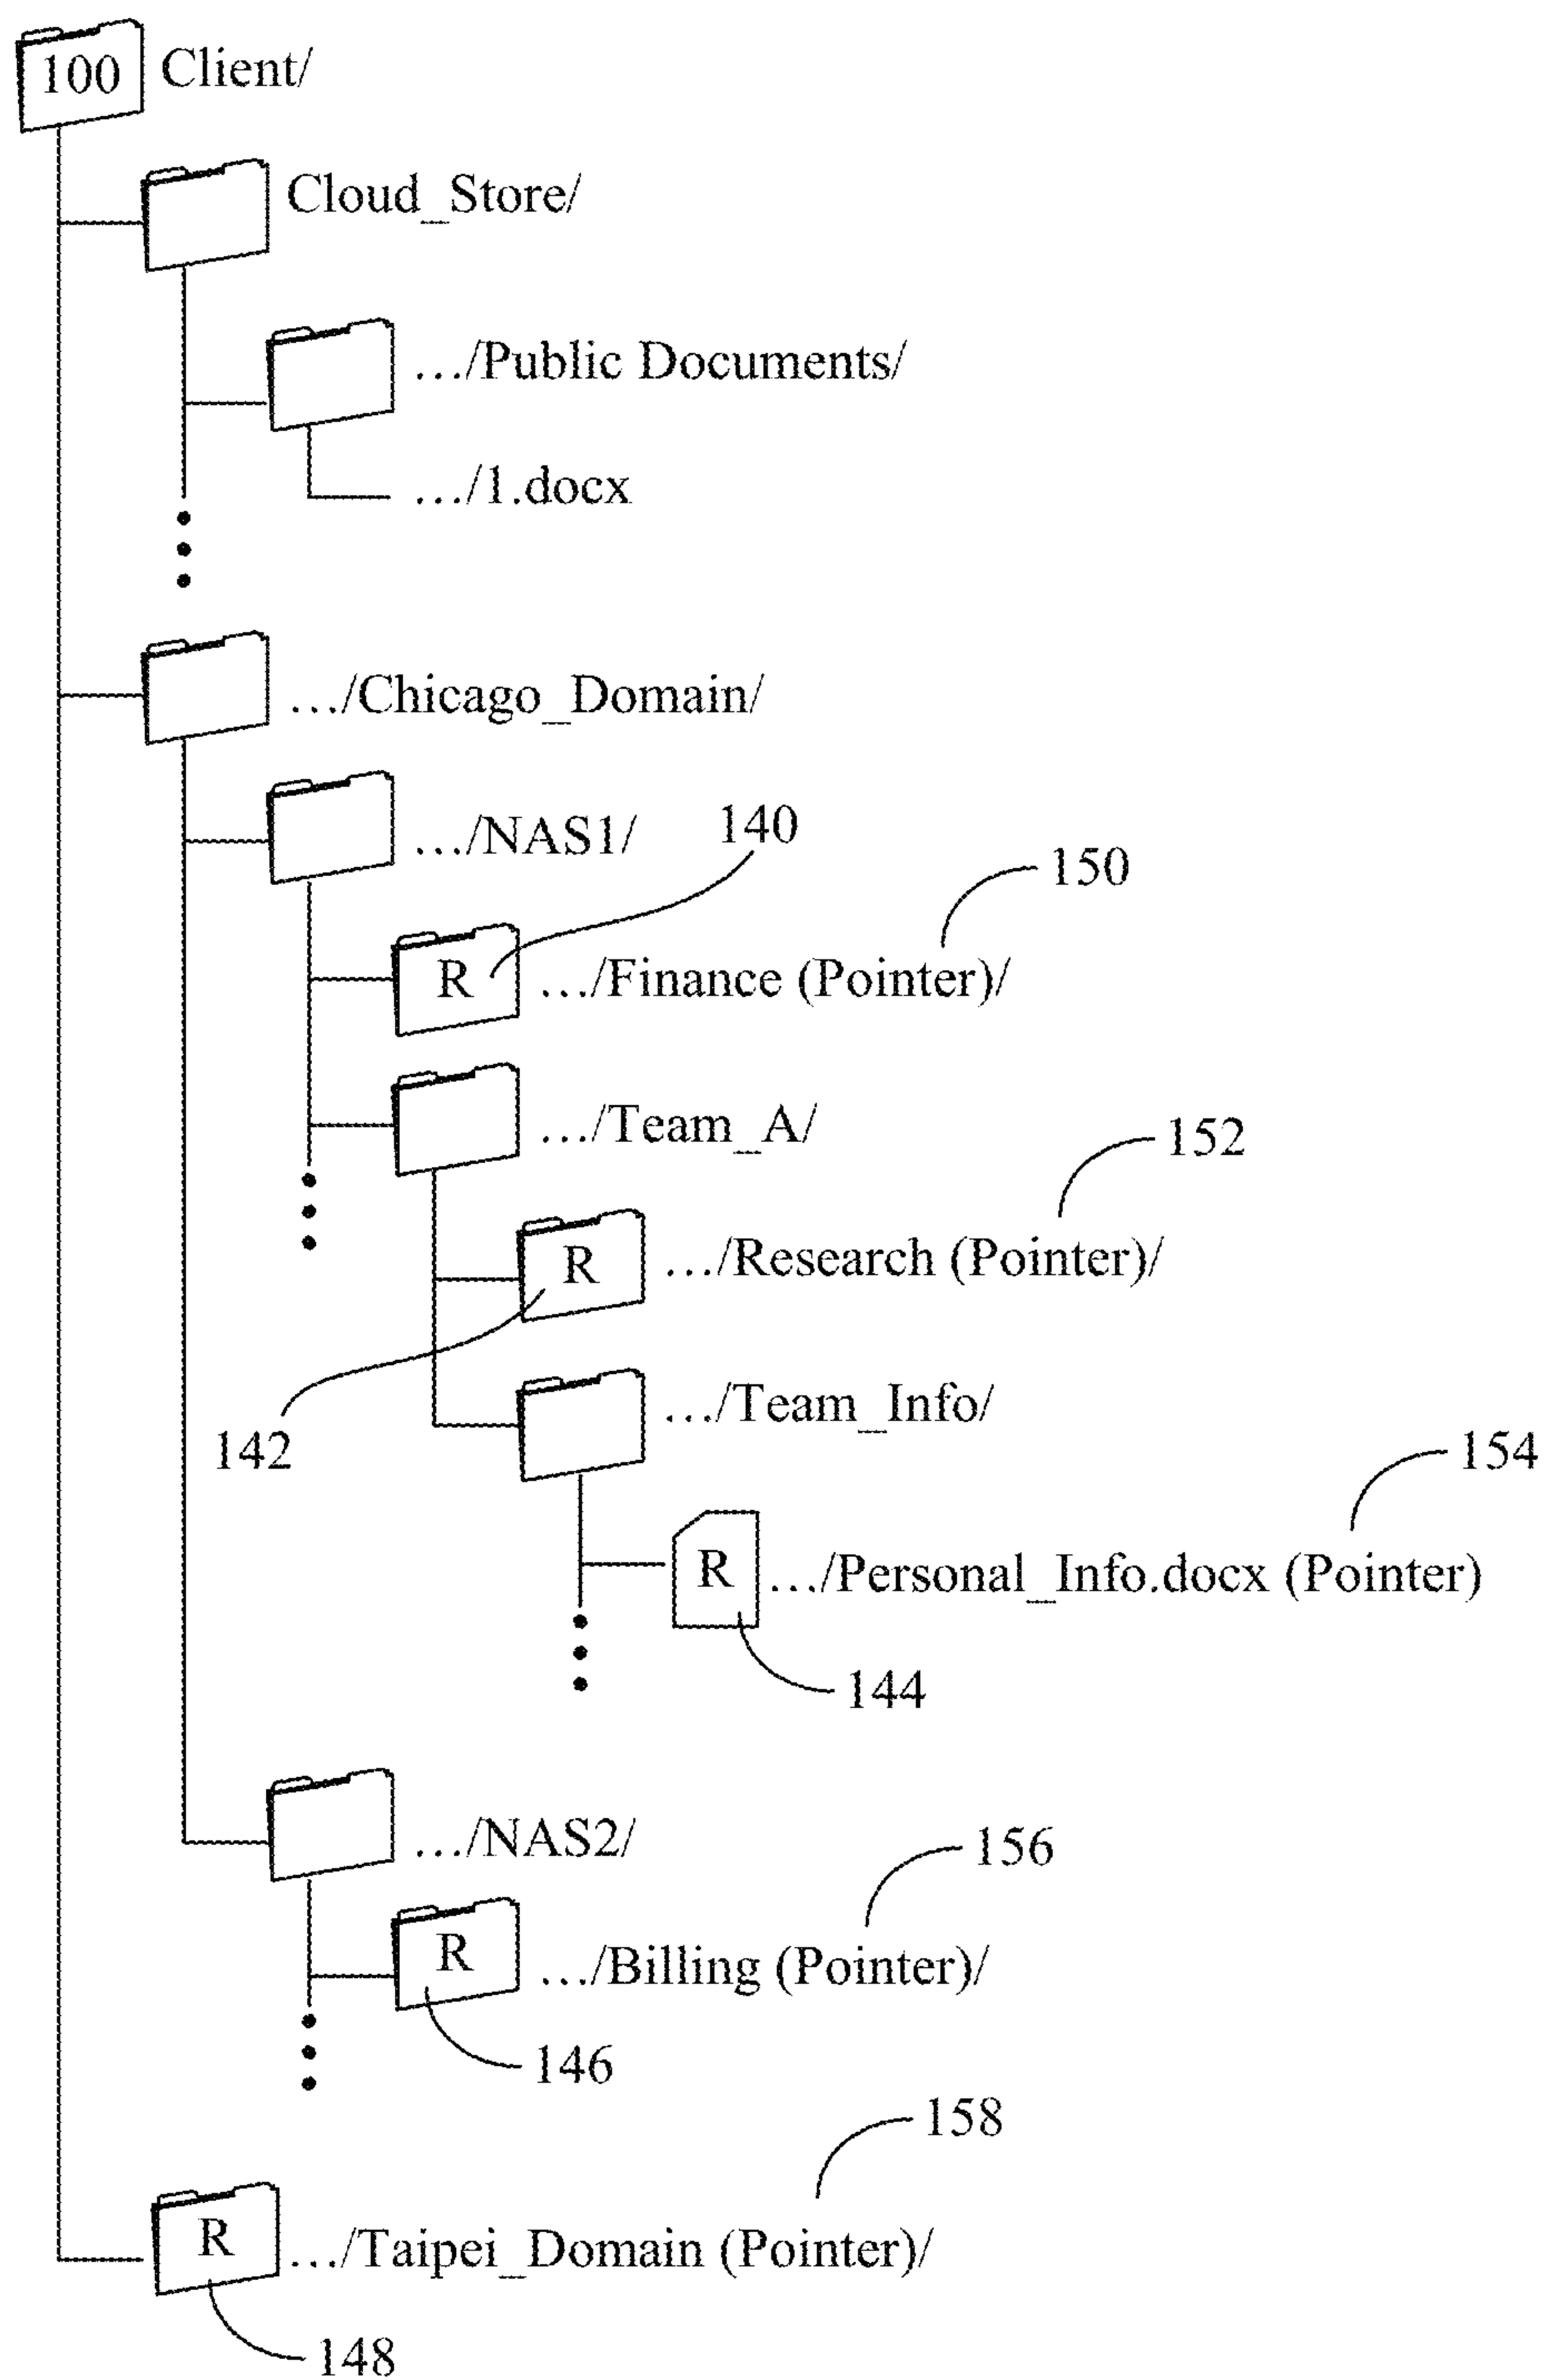 100 Client/
Cloud_Store/
.../Public Documents/
.../1.docx
.../Chicago_Domain/
.../NAS1/
140
150
R .../Finance (Pointer)/
.../Team_A/
152
R .../Research (Pointer)/
142
.../Team_Info/
154
R .../Personal_Info.docx (Pointer)
144
.../NAS2/
156
R .../Billing (Pointer)/
146
158
R .../Taipei_Domain (Pointer)/
148